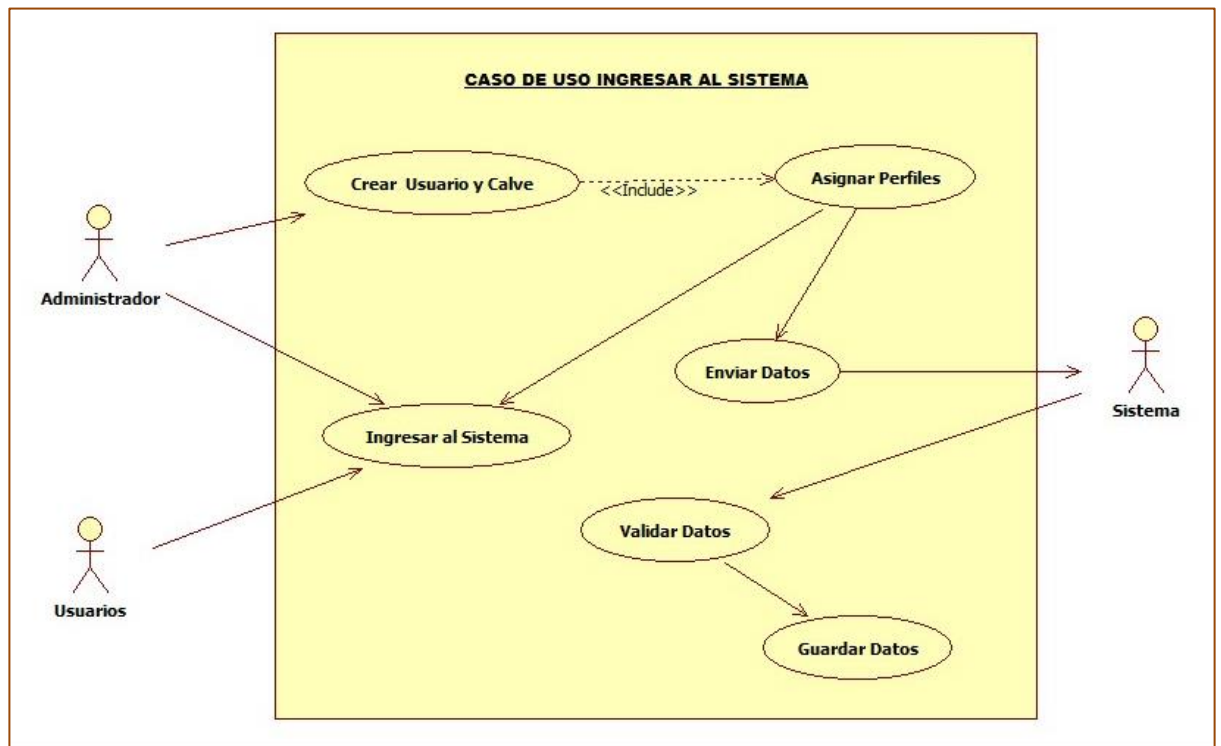 CASO DE USO INGRESAR AL SISTEMA
Crear Usuario y Calve
<<Include>>
Asignar Perfiles
Administrador
Enviar Datos
Sistema
Ingresar al Sistema
Validar Datos
Usuarios
Guardar Datos